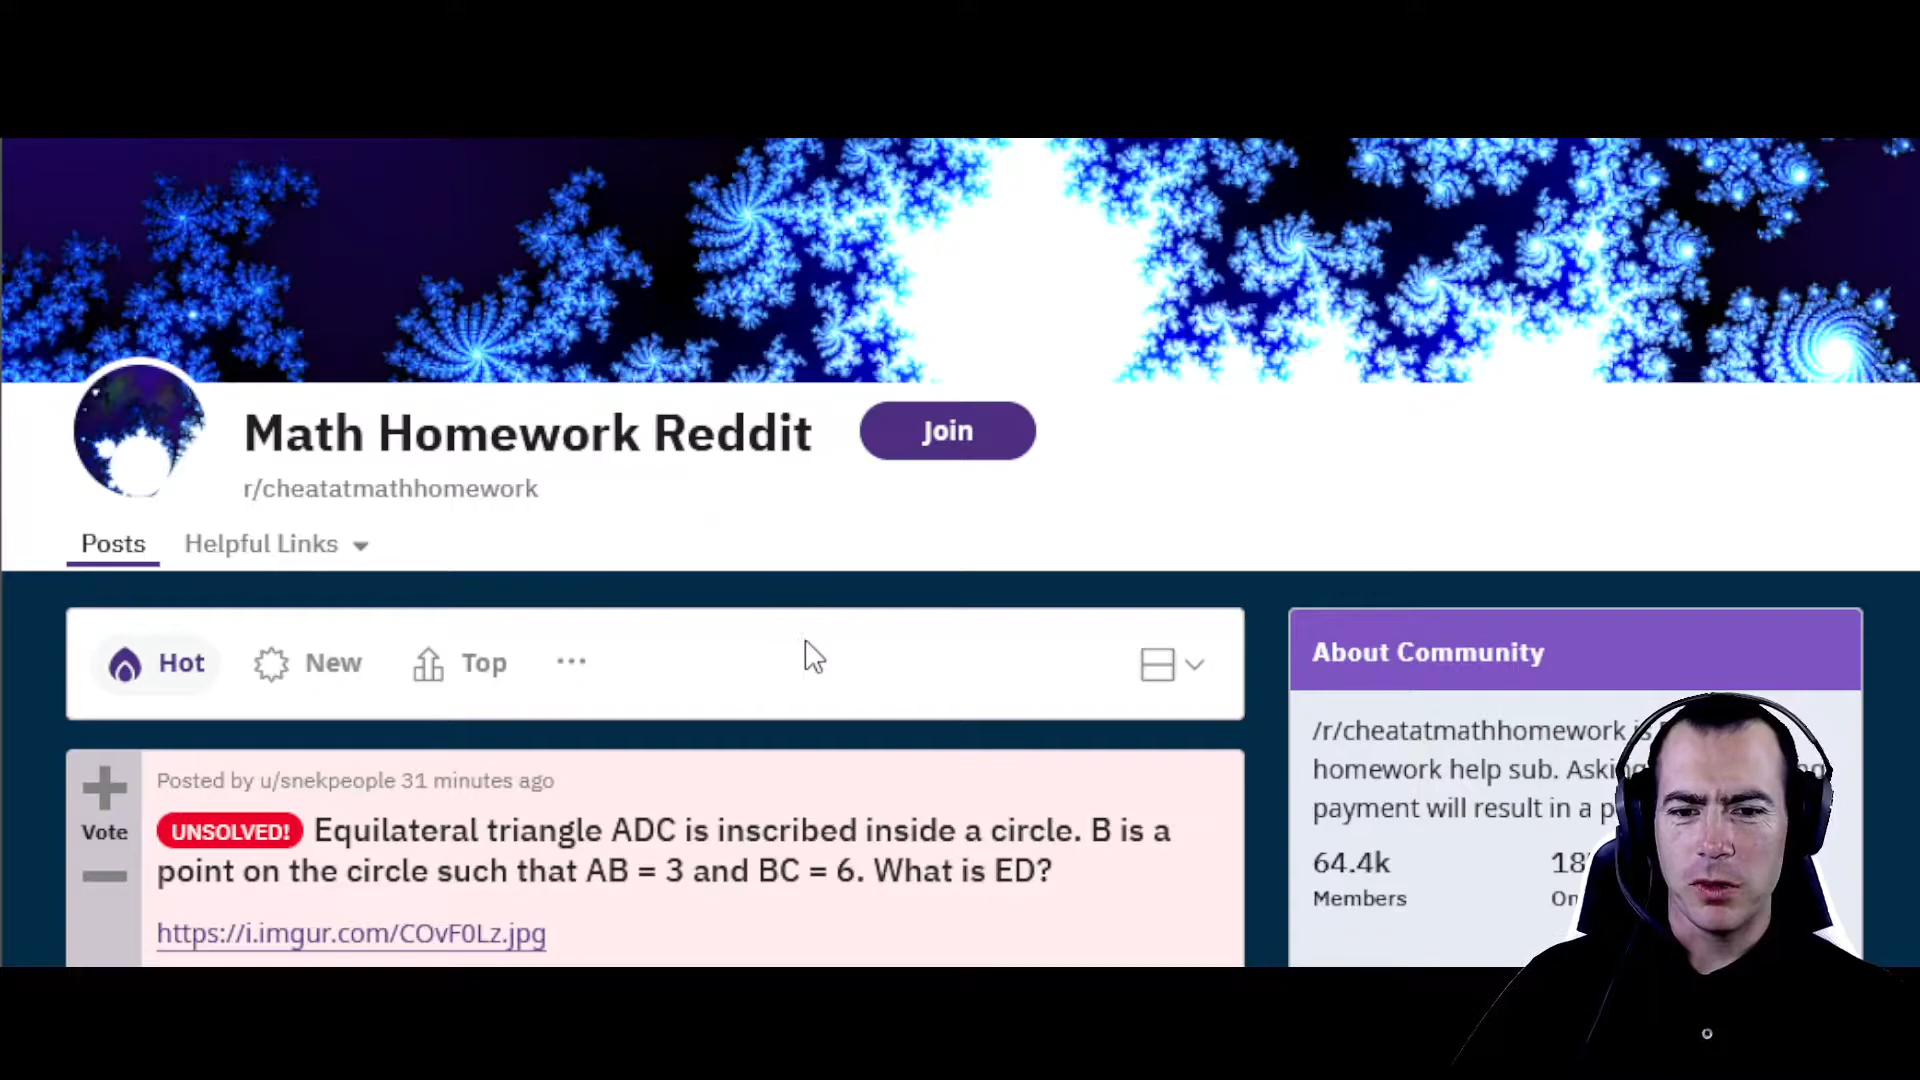 Math Homework Reddit
Join
r/cheatatmathhomework
Posts
Helpful Links
Hot
New
Top
About Community
/r/cheatatmathhomework is
homework help sub. Asking
payment will result in a
64.4k
Members
Vote
Posted by u/snekpeople 31 minutes ago
UNSOLVED! Equilateral triangle ADC is inscribed inside a circle. B is a
point on the circle such that AB = 3 and BC = 6. What is ED?
https://i.imgur.com/COvF0Lz.jpg